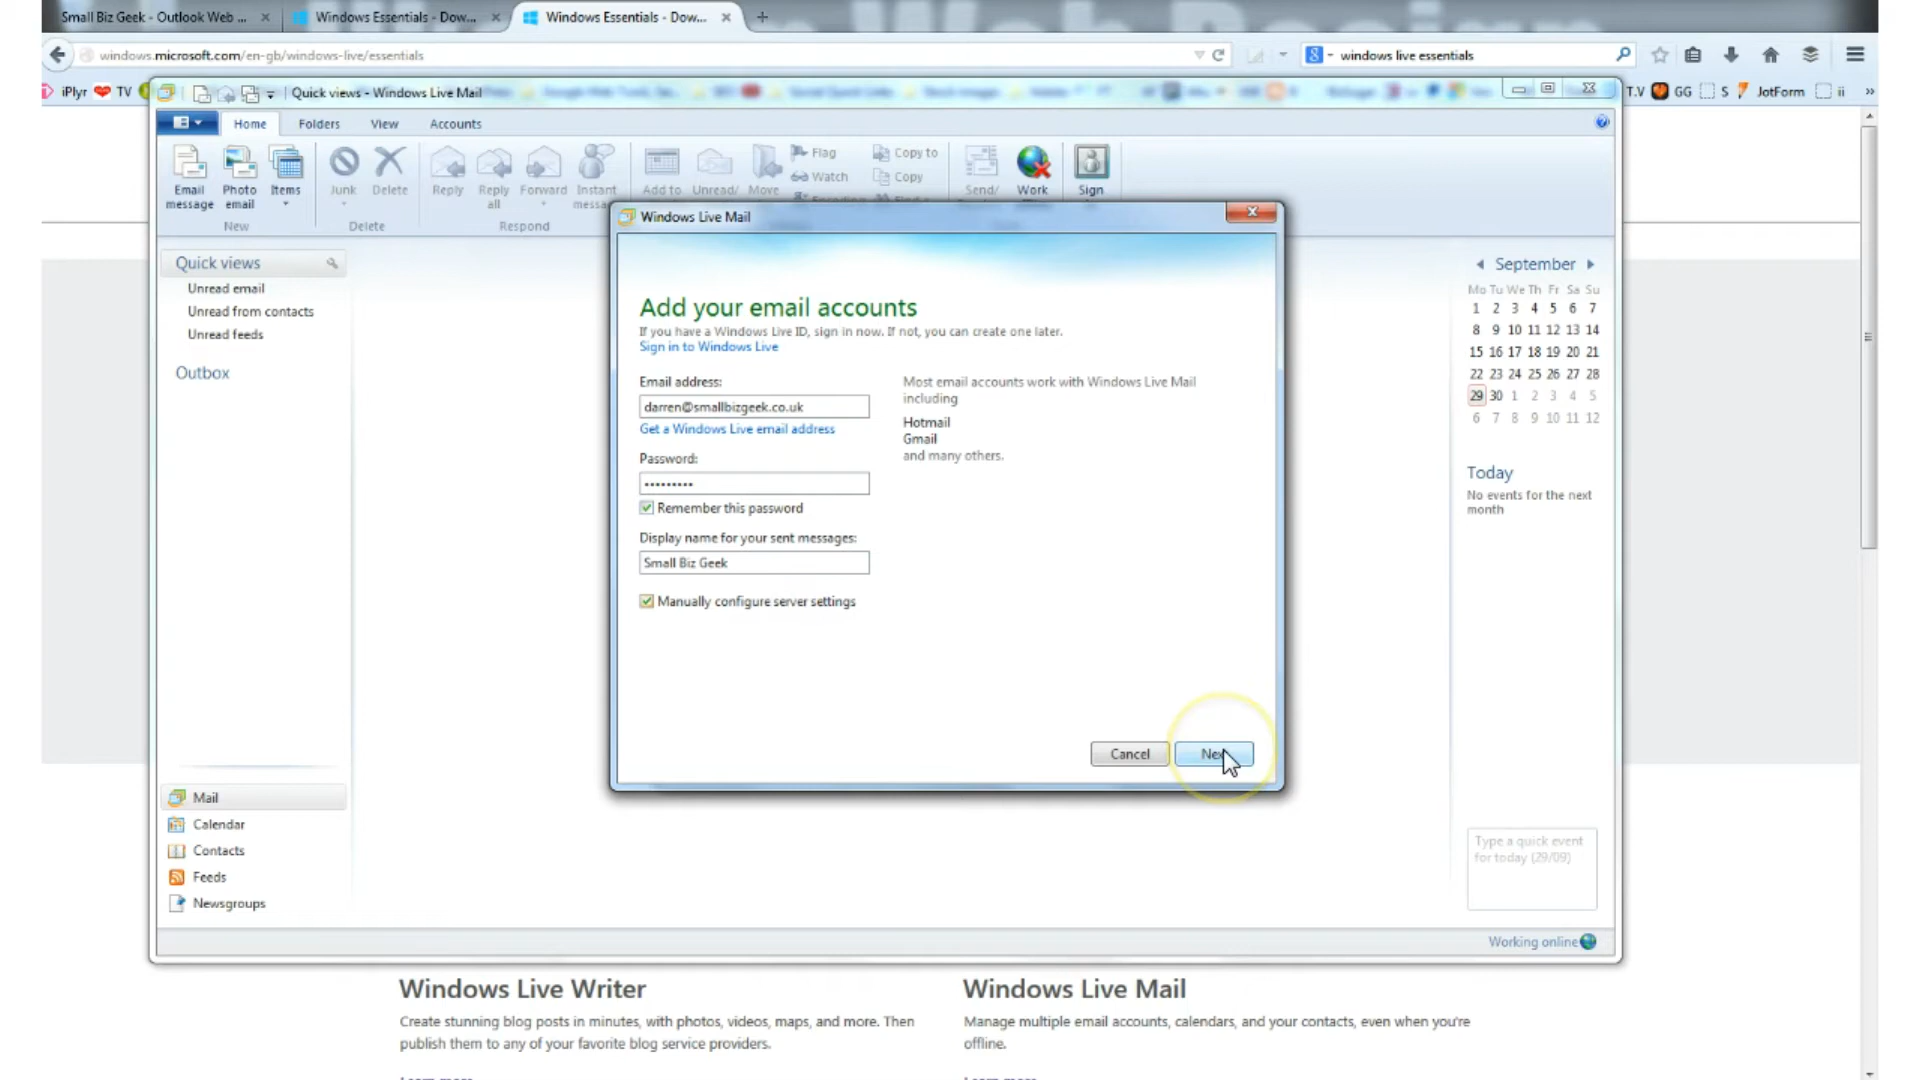 Small Biz Geek - Outlook Web ...
Windows Essentials - Dow...
Windows Essentials - Dow...
windows.microsoft.com/en-gb/windows-live/essentials
windows live essentials
iPlyr
TV
Quick views - Windows Live Mail
T.V
GG
S
JotForm
ii
Home
Folders
View
Accounts
Email message
Photo email
Items
Junk
Delete
Reply
Reply all
Forward
Instant
Add to
Unread/
Move
Flag
Watch
Copy to
Copy
Send/
Work
Sign
New
Delete
Respond
Quick views
Unread email
Unread from contacts
Unread feeds
Outbox
Windows Live Mail
Add your email accounts
If you have a Windows Live ID, sign in now. If not, you can create one later.
Sign in to Windows Live
Email address:
darren@smallbizgeek.co.uk
Get a Windows Live email address
Password:
•••••••••
Remember this password
Display name for your sent messages:
Small Biz Geek
Manually configure server settings
Most email accounts work with Windows Live Mail
including
Hotmail
Gmail
and many others.
Cancel
September
Mo Tu We Th Fr Sa Su
1 2 3 4 5 6 7
8 9 10 11 12 13 14
15 16 17 18 19 20 21
22 23 24 25 26 27 28
29 30 1 2 3 4 5
6 7 8 9 10 11 12
Today
No events for the next
month
Mail
Calendar
Contacts
Feeds
Newsgroups
Type a quick event
for today (29/09)
Working online
Windows Live Writer
Create stunning blog posts in minutes, with photos, videos, maps, and more. Then
publish them to any of your favorite blog service providers.
Windows Live Mail
Manage multiple email accounts, calendars, and your contacts, even when you're
offline.